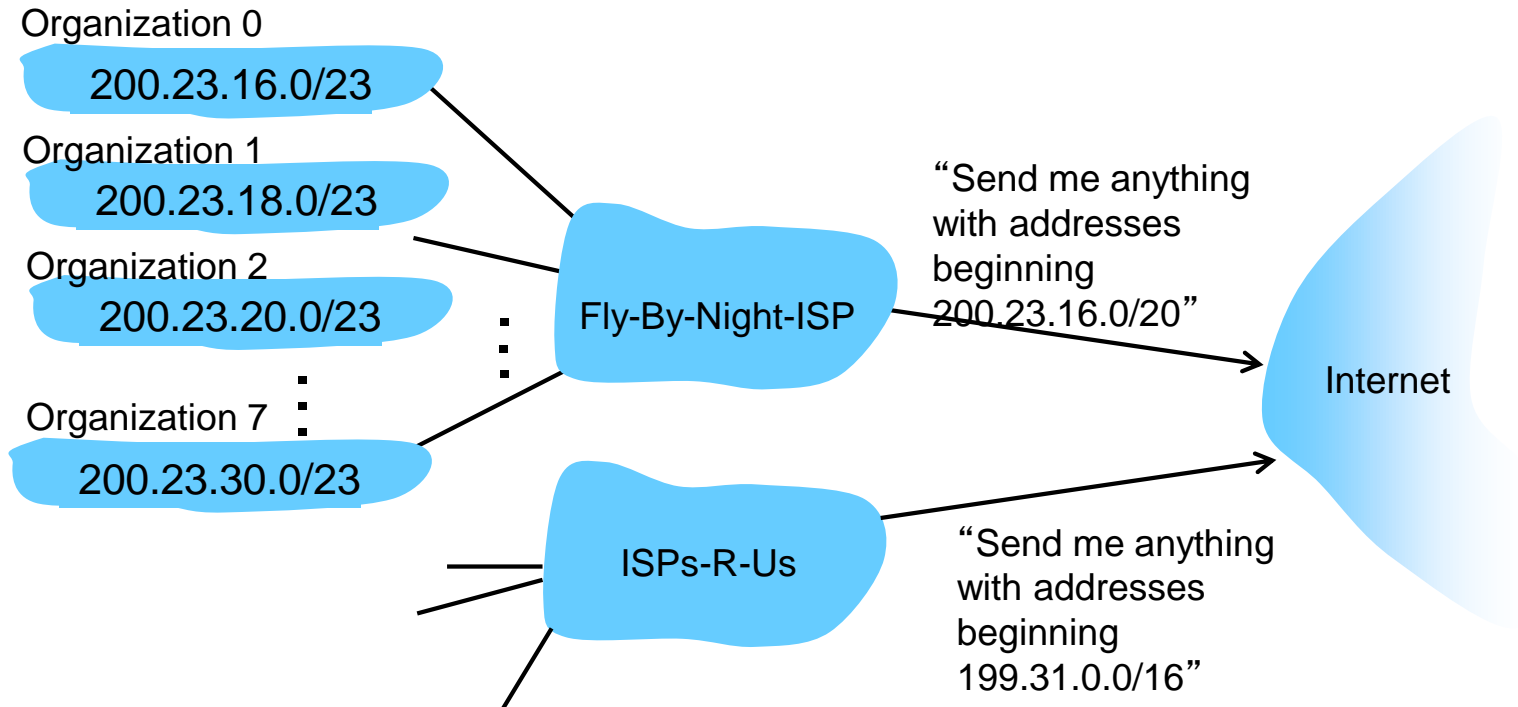 Organization 0
200.23.16.0/23
Organization 1
200.23.18.0/23
Organization 2
200.23.20.0/23
Organization 7
200.23.30.0/23
Fly-By-Night-ISP
“Send me anything
with addresses
beginning
200.23.16.0/20”
Internet
ISPs-R-Us
“Send me anything
with addresses
beginning
199.31.0.0/16”